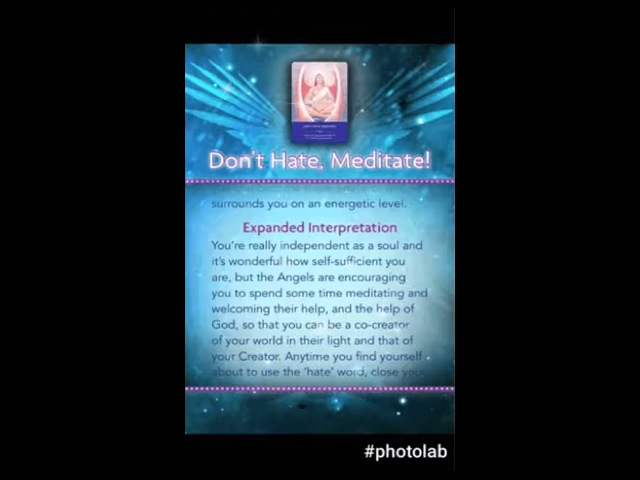 Don't Hate, Meditate!
surrounds you on an energetic level.
Expanded Interpretation
You're really independent as a soul and
it's wonderful how self-sufficient you
are, but the Angels are encouraging
you to spend some time meditating and
welcoming their help, and the help of
God, so that you can be a co-creator
of your world in their light and that of
your Creator. Anytime you find yourself
about to use the 'hate' word, close your
#photolab